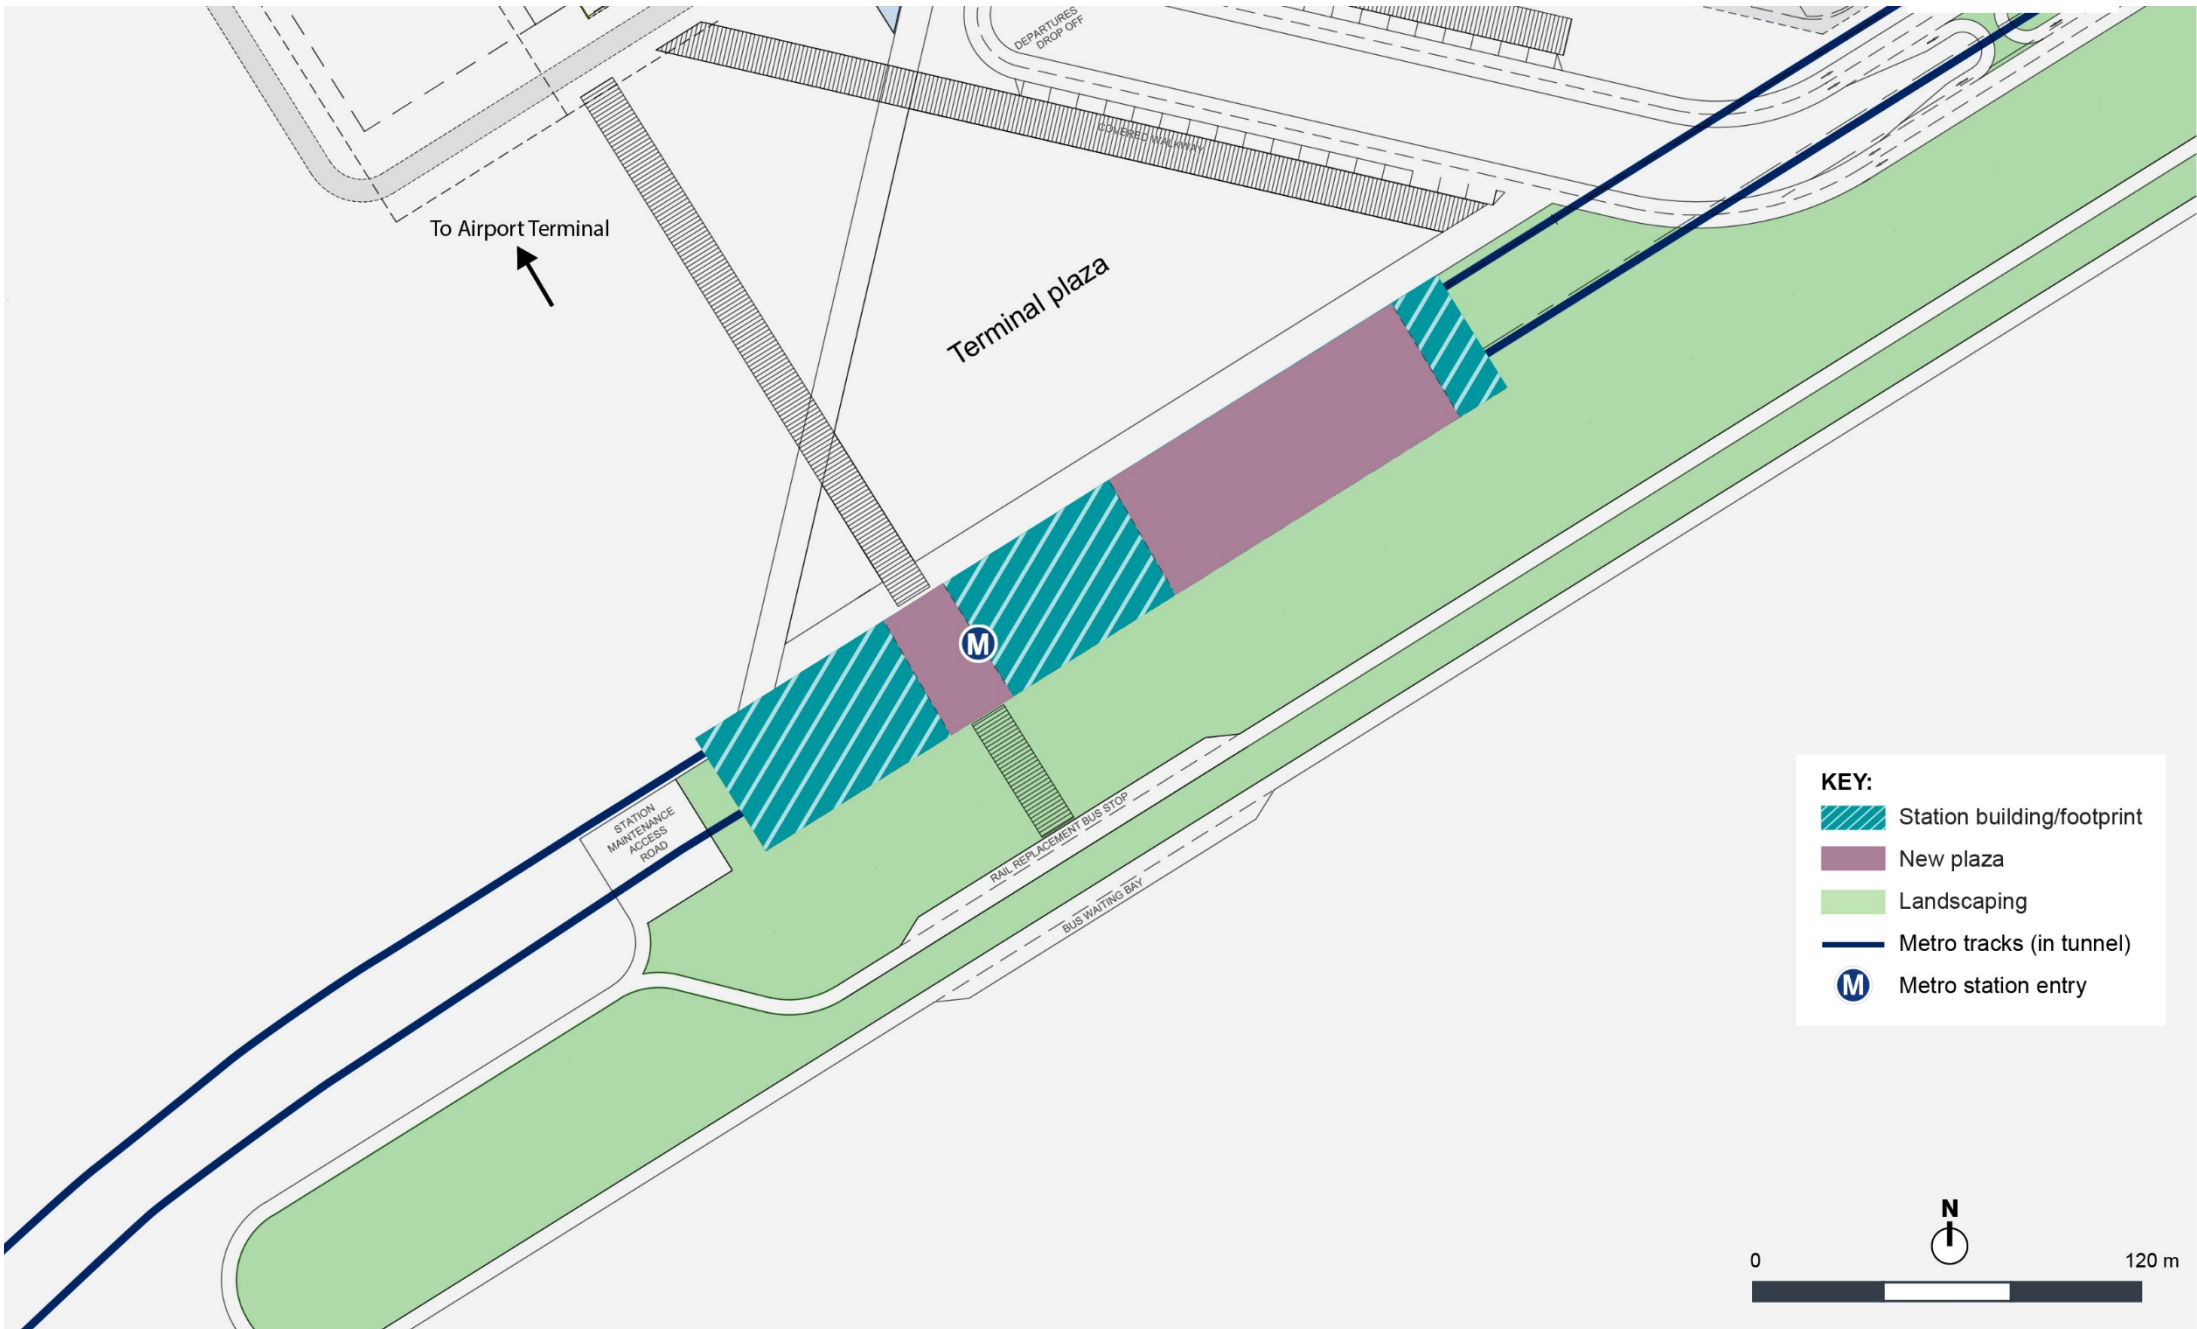 DEPARTURES
DROP OFF
COVERED WALKWAY
To Airport Terminal
Terminal plaza
M
STATION
MAINTENANCE
ACCESS
ROAD
RAIL REPLACEMENT BUS STOP
BUS WAITING BAY
KEY:
Station building/footprint
New plaza
Landscaping
Metro tracks (in tunnel)
M Metro station entry
N
0 120 m